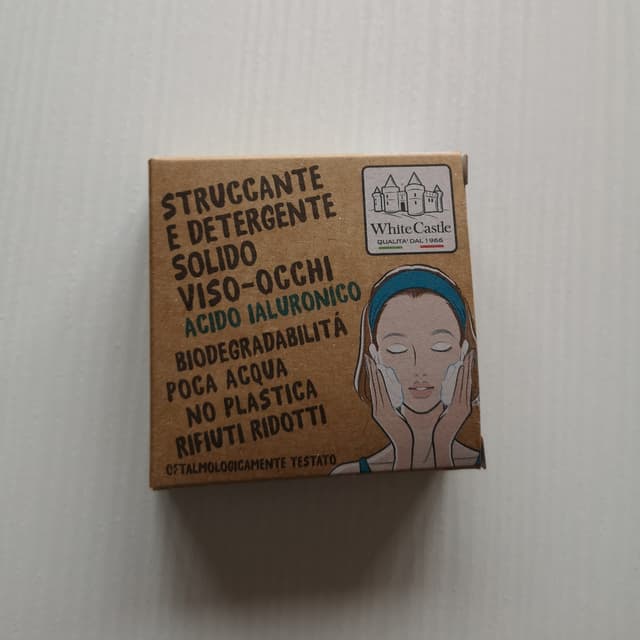 STRUCCANTE
E DETERGENTE
SOLIDO
VISO-OCCHI
ACIDO IALURONICO
BIODEGRADABILITÁ
POCA ACQUA
NO PLASTICA
RIFIUTI RIDOTTI
OFTALMOLOGICAMENTE TESTATO
White Castle
QUALITA' DAL 1966